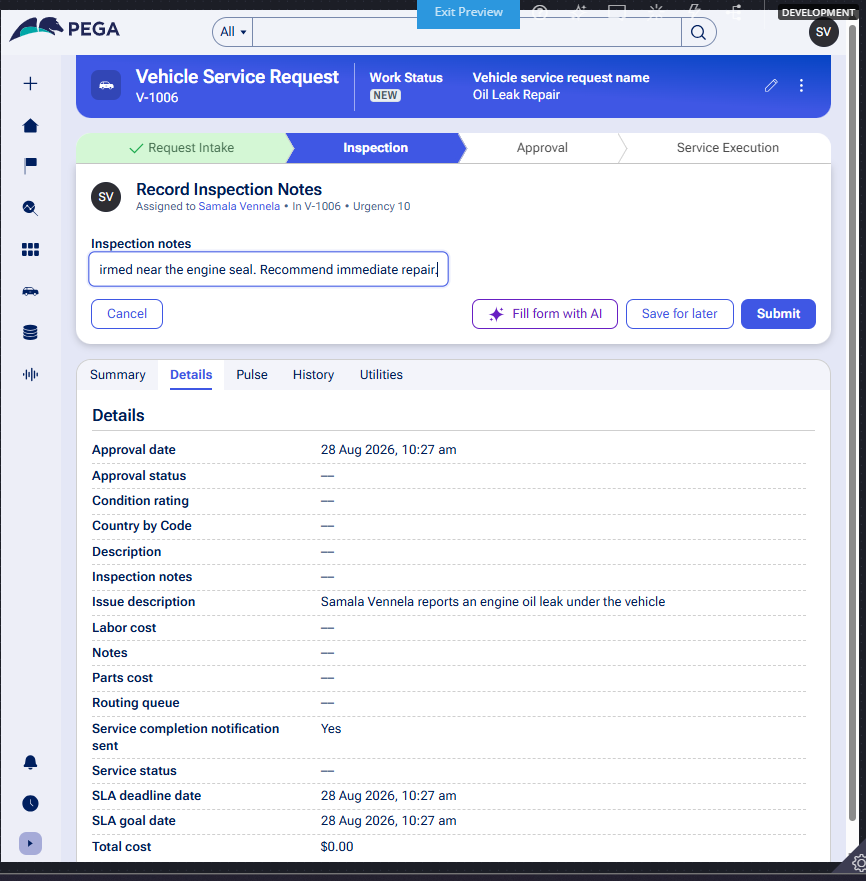 Exit Preview
DEVELOPMENT
PEGA
All
SV
Vehicle Service Request
V-1006
Work Status
NEW
Vehicle service request name
Oil Leak Repair
Request Intake
Inspection
Approval
Service Execution
SV
Record Inspection Notes
Assigned to Samala Vennela • In V-1006 • Urgency 10
Inspection notes
irmed near the engine seal. Recommend immediate repair.
Cancel
Fill form with AI
Save for later
Submit
Summary
Details
Pulse
History
Utilities
Details
Approval date 28 Aug 2026, 10:27 am
Approval status —
Condition rating —
Country by Code —
Description —
Inspection notes —
Issue description Samala Vennela reports an engine oil leak under the vehicle
Labor cost —
Notes —
Parts cost —
Routing queue —
Service completion notification Yes
sent
Service status —
SLA deadline date 28 Aug 2026, 10:27 am
SLA goal date 28 Aug 2026, 10:27 am
Total cost $0.00